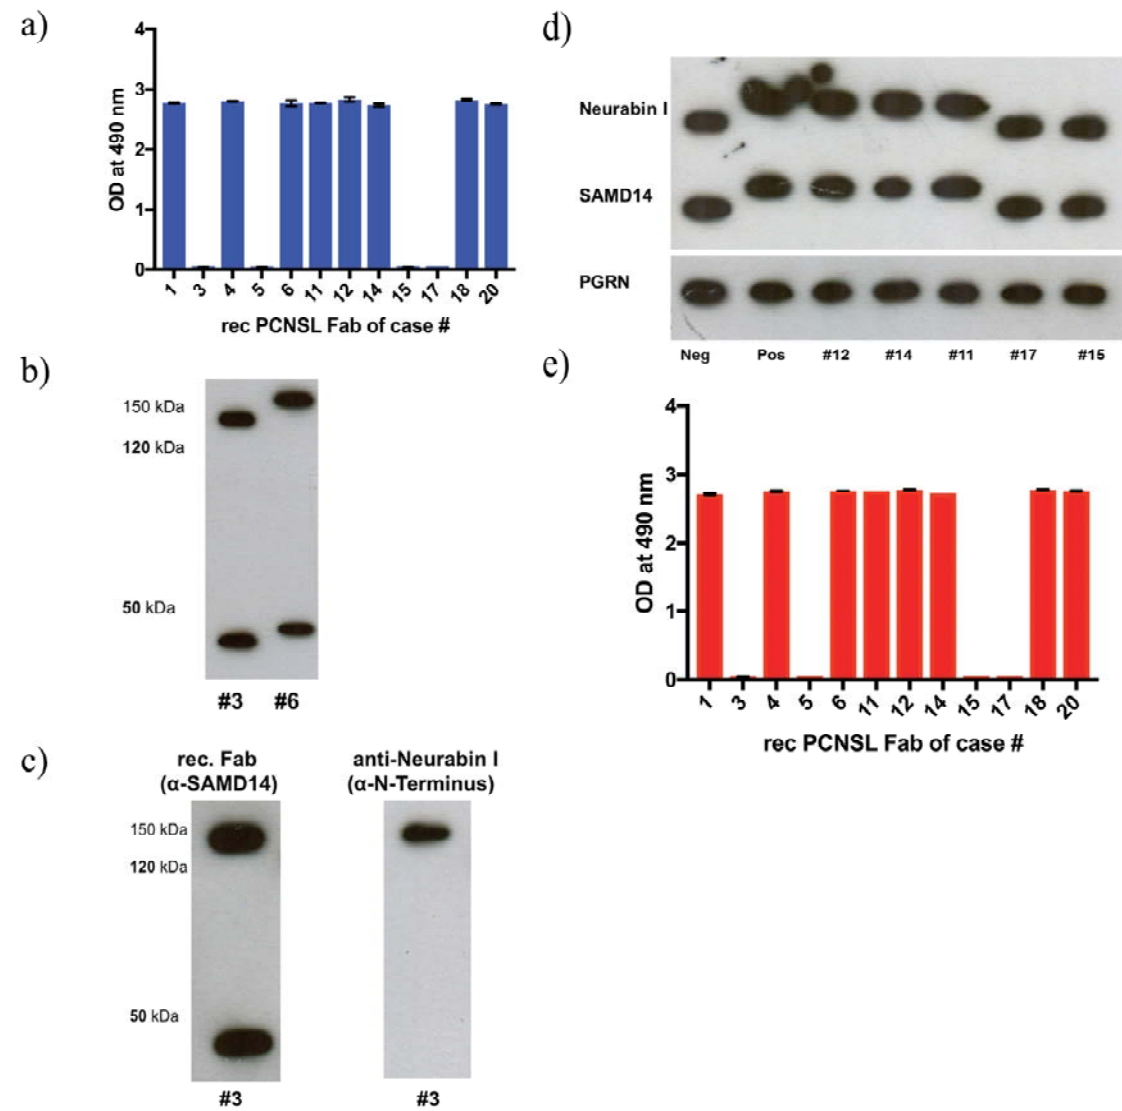 a)
4
3
2
1
0
OD at 490 nm
1 3 4 5 6 11 12 14 15 17 18 20
rec PCNSL Fab of case #
b)
150 kDa
120 kDa
50 kDa
#3 #6
c)
rec. Fab
(α-SAMD14)
anti-Neurabin I
(α-N-Terminus)
150 kDa
120 kDa
50 kDa
#3
#3
d)
Neurabin I
SAMD14
PGRN
Neg Pos #12 #14 #11 #17 #15
e)
4
3
2
1
0
OD at 490 nm
1 3 4 5 6 11 12 14 15 17 18 20
rec PCNSL Fab of case #